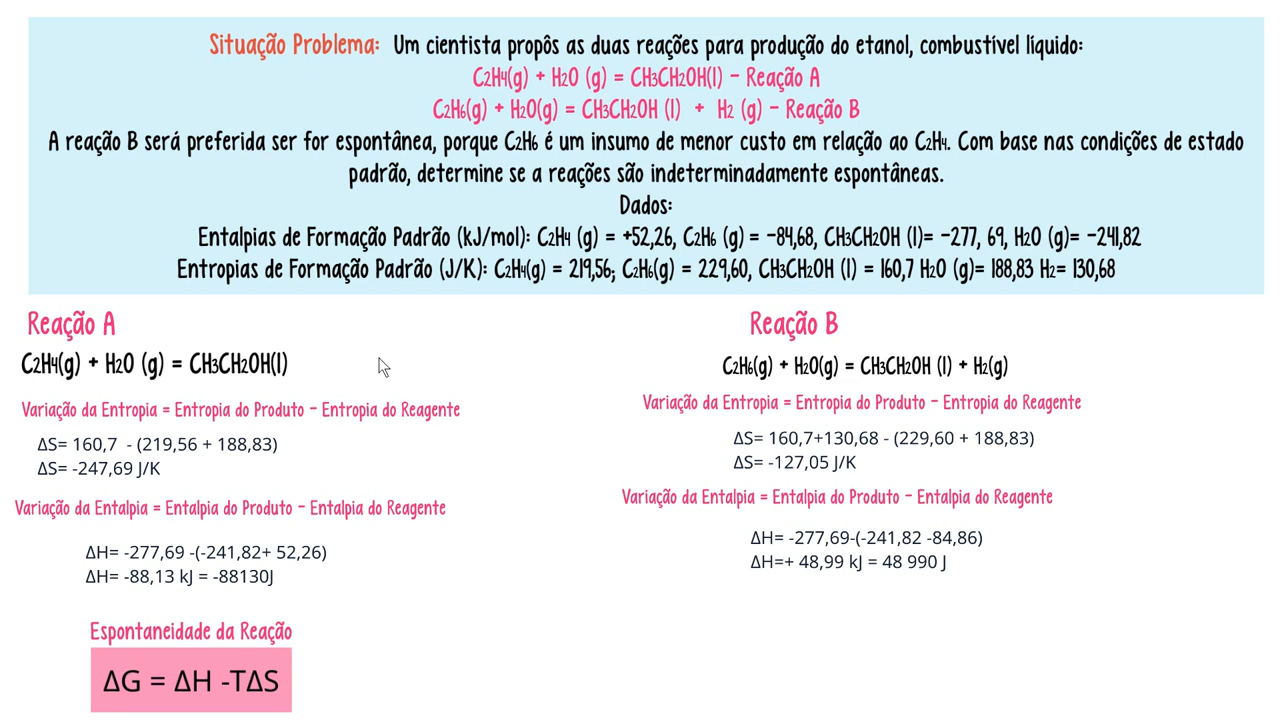 Situação Problema: Um cientista propôs as duas reações para produção do etanol, combustível líquido:
C2H4(g) + H2O (g) = CH3CH2OH(l) - Reação A
C2H6(g) + H2O(g) = CH3CH2OH (l) + H2 (g) - Reação B
A reação B será preferida ser for espontânea, porque C2H6 é um insumo de menor custo em relação ao C2H4. Com base nas condições de estado
padrão, determine se a reações são indeterminadamente espontâneas.
Dados:
Entalpias de Formação Padrão (kJ/mol): C2H4 (g) = +52,26, C2H6 (g) = -84,68, CH3CH2OH (l)= -277, 69, H2O (g)= -241,82
Entropias de Formação Padrão (J/K): C2H4(g) = 219,56; C2H6(g) = 229,60, CH3CH2OH (l) = 160,7 H2O (g)= 188,83 H2= 130,68
Reação A
C2H4(g) + H2O (g) = CH3CH2OH(l)
Variação da Entropia = Entropia do Produto - Entropia do Reagente
ΔS= 160,7 - (219,56 + 188,83)
ΔS= -247,69 J/K
Variação da Entalpia = Entalpia do Produto - Entalpia do Reagente
ΔH= -277,69 -(-241,82+ 52,26)
ΔH= -88,13 kJ = -88130J
Espontaneidade da Reação
ΔG = ΔH -TΔS
Reação B
C2H6(g) + H2O(g) = CH3CH2OH (l) + H2(g)
Variação da Entropia = Entropia do Produto - Entropia do Reagente
ΔS= 160,7+130,68 - (229,60 + 188,83)
ΔS= -127,05 J/K
Variação da Entalpia = Entalpia do Produto - Entalpia do Reagente
ΔH= -277,69-(-241,82 -84,86)
ΔH=+ 48,99 kJ = 48 990 J